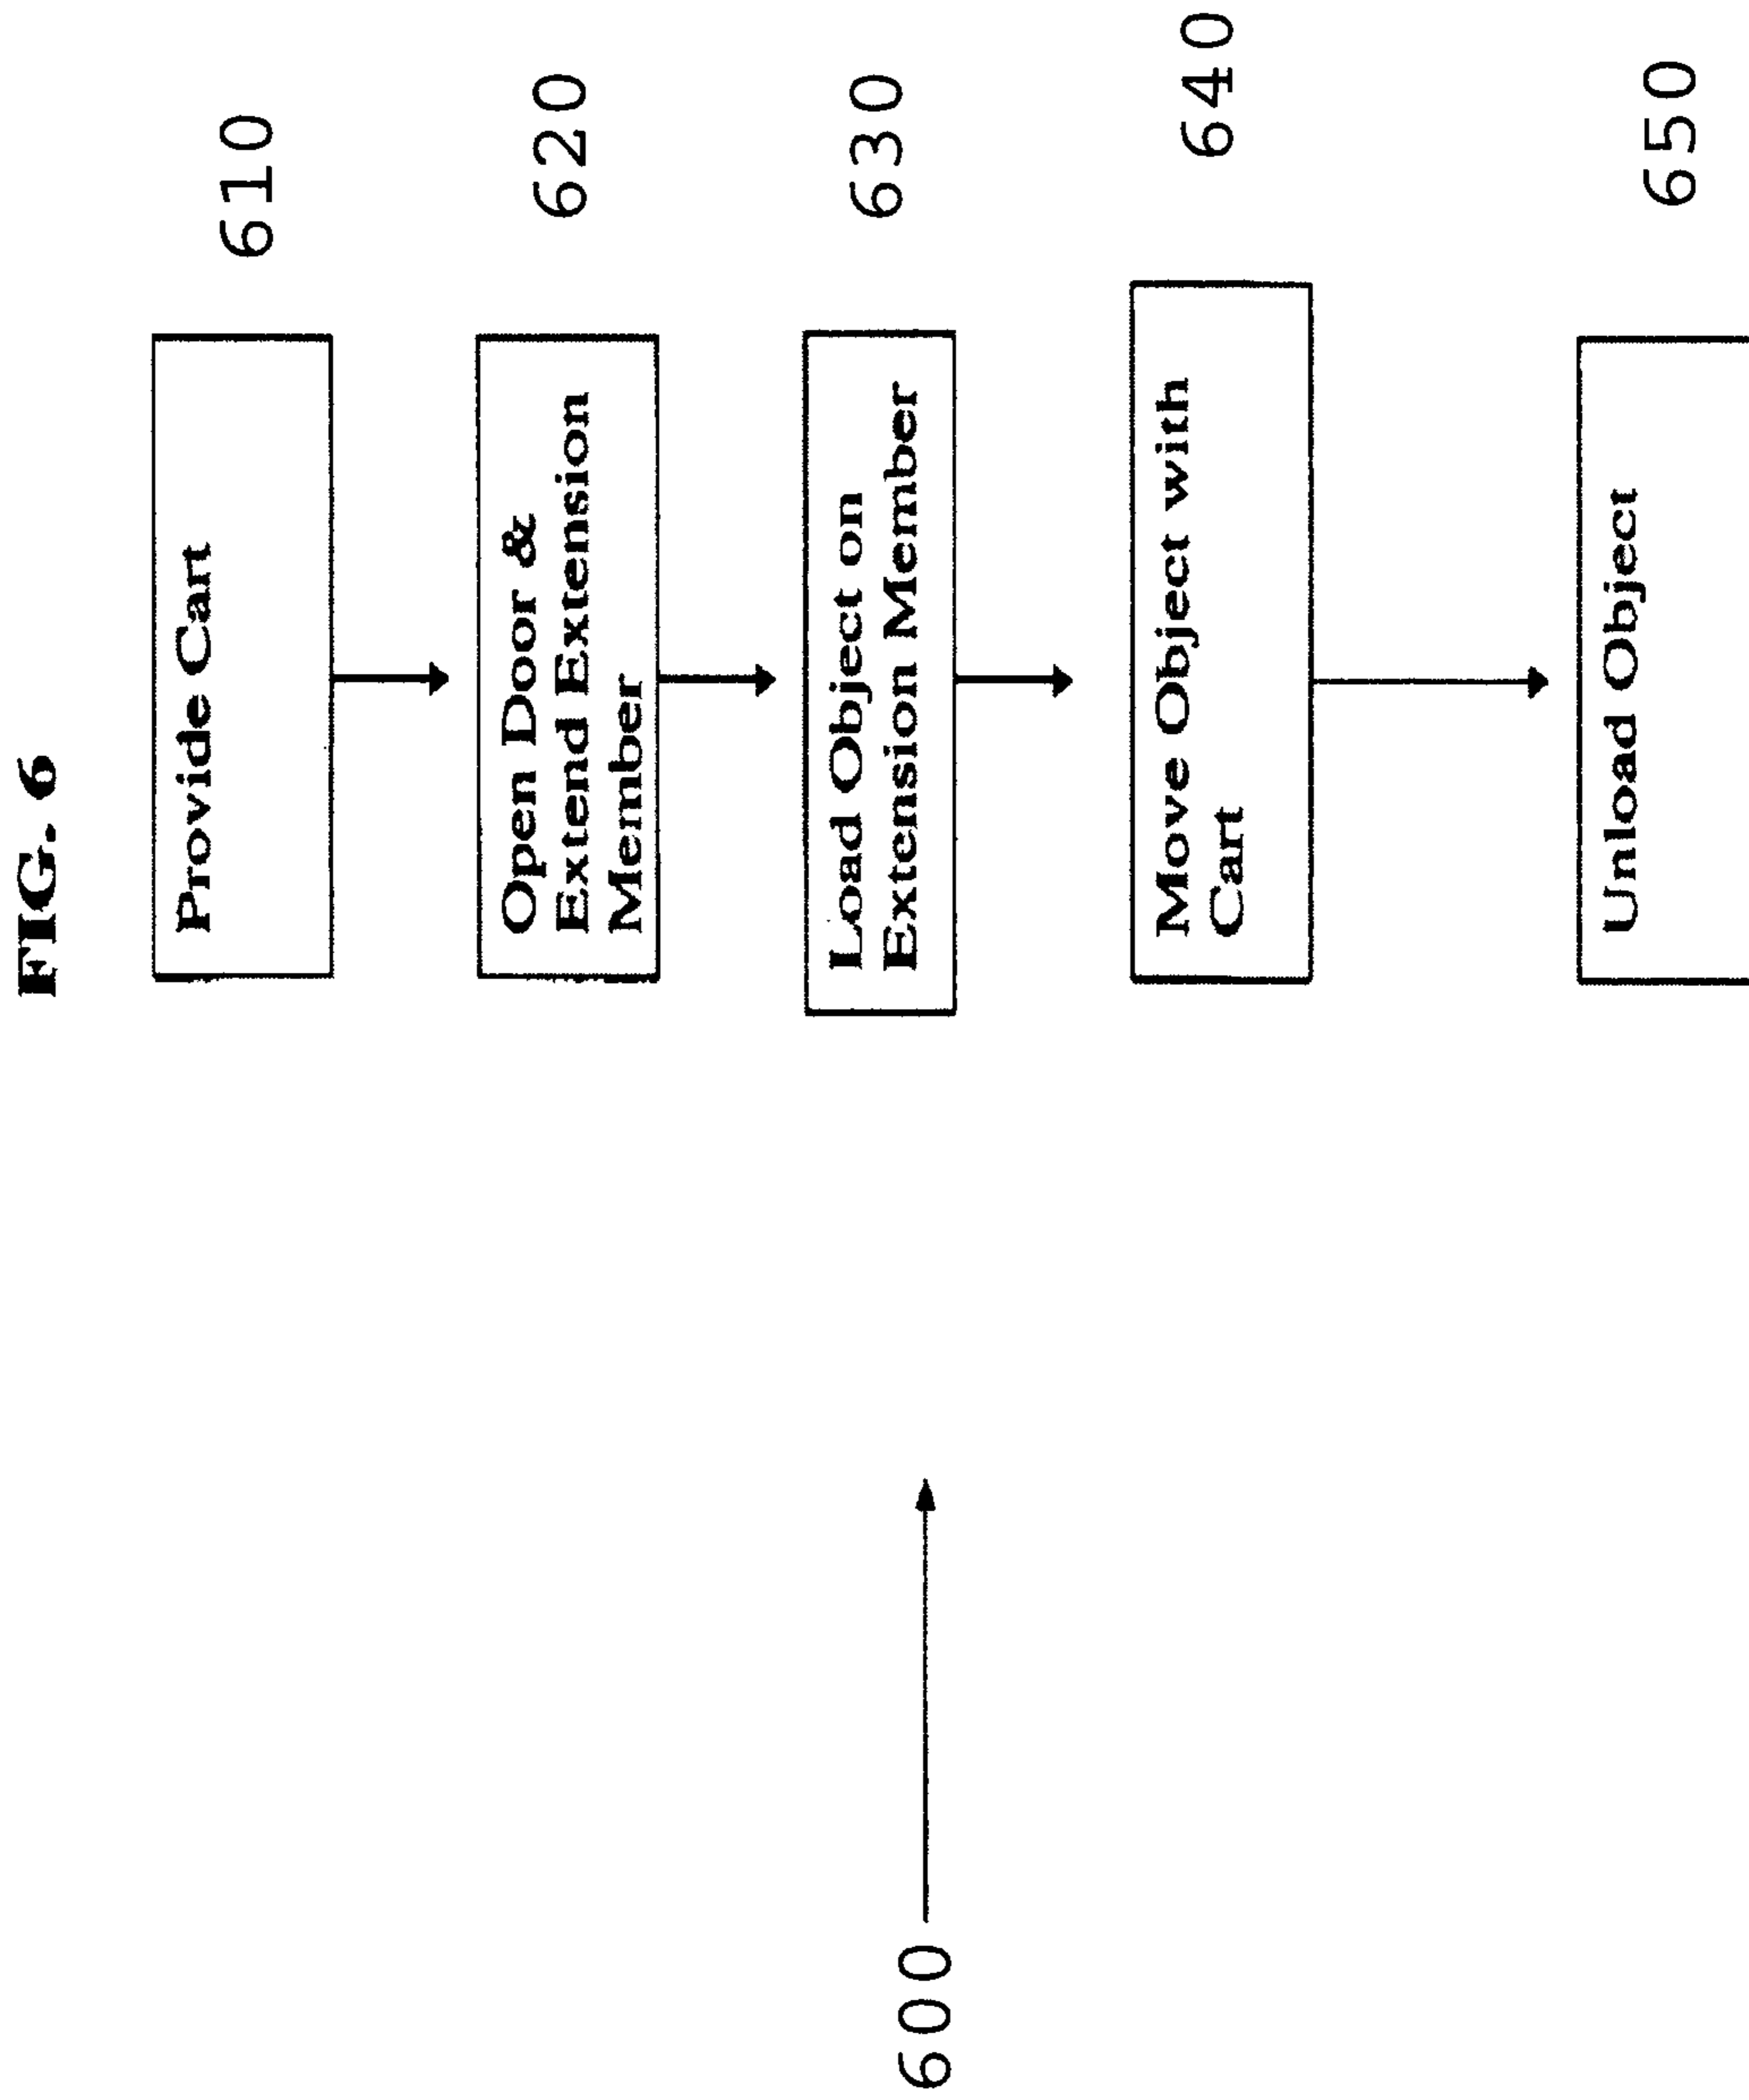 FIG. 6
Provide Cart
610
Open Door &
Extend Extension
Member
620
Load Object on
Extension Member
630
Move Object with
Cart
640
Unload Object
650
600